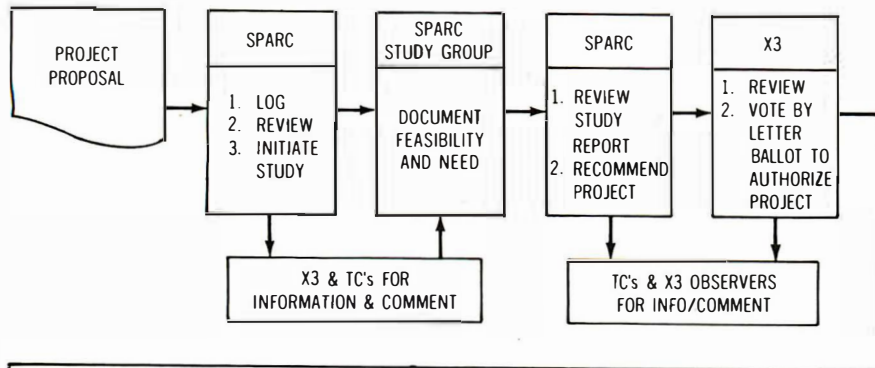 PROJECT
PROPOSAL
SPARC
1. LOG
2. REVIEW
3. INITIATE
STUDY
SPARC
STUDY GROUP
DOCUMENT
FEASIBILITY
AND NEED
SPARC
1. REVIEW
STUDY
REPORT
2. RECOMMEND
PROJECT
X3
1. REVIEW
2. VOTE BY
LETTER
BALLOT TO
AUTHORIZE
PROJECT
X3 & TC's FOR
INFORMATION & COMMENT
TC's & X3 OBSERVERS
FOR INFO/COMMENT